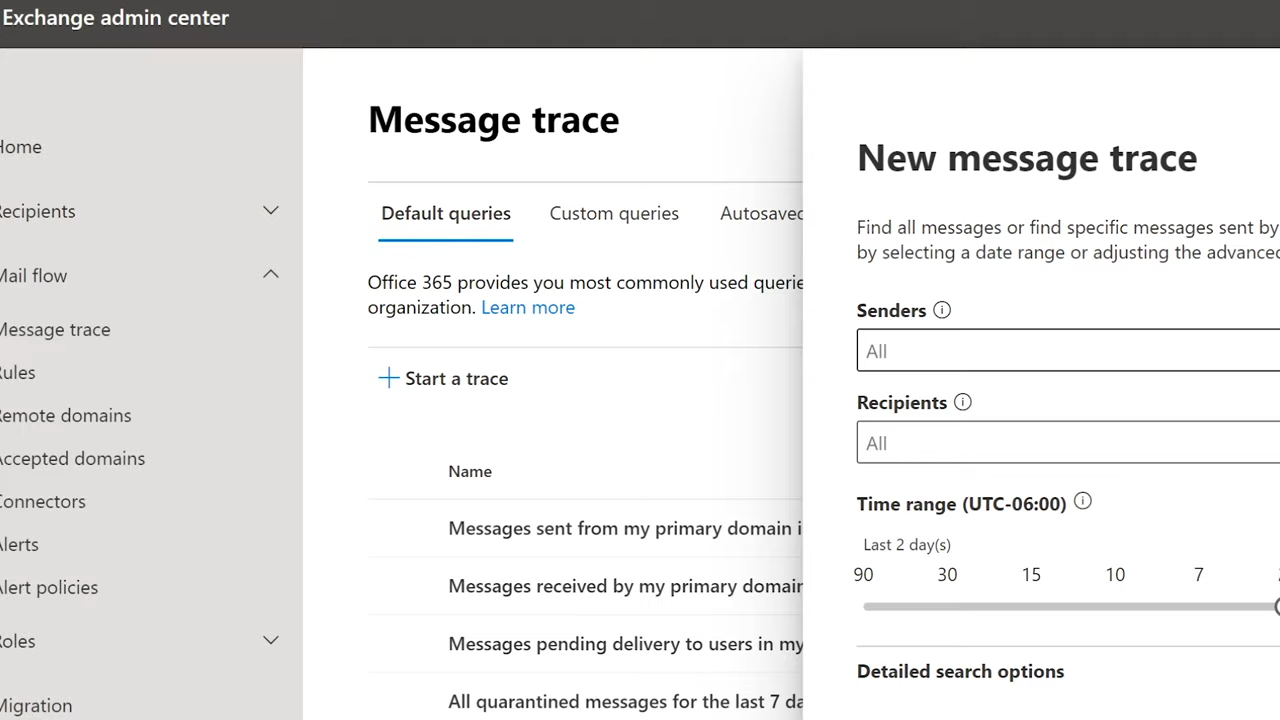 Exchange admin center
Home
Recipients
Mail flow
Message trace
Rules
Remote domains
Accepted domains
Connectors
Alerts
Alert policies
Roles
Migration
Message trace
Default queries Custom queries Autosaved
Office 365 provides you most commonly used querie
organization. Learn more
Start a trace
Name
Messages sent from my primary domain i
Messages received by my primary domain
Messages pending delivery to users in my
All quarantined messages for the last 7 da
New message trace
Find all messages or find specific messages sent by
by selecting a date range or adjusting the advanced
Senders
All
Recipients
All
Time range (UTC-06:00)
Last 2 day(s)
90 30 15 10 7
Detailed search options